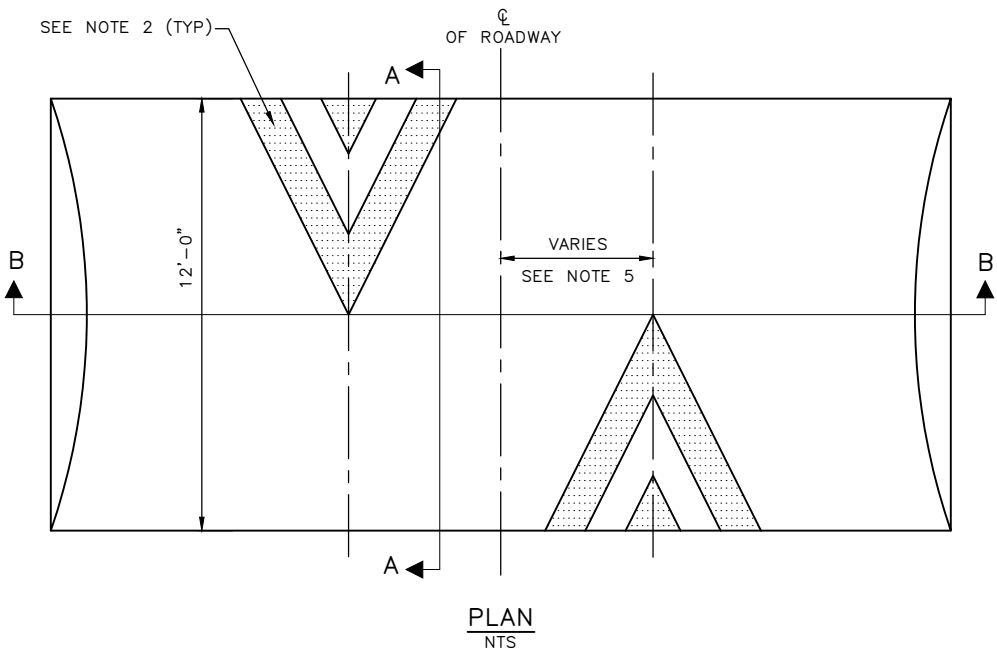 SEE NOTE 2 (TYP)
℄
OF ROADWAY
A
B
12'-0"
VARIES
SEE NOTE 5
B
A
PLAN
NTS